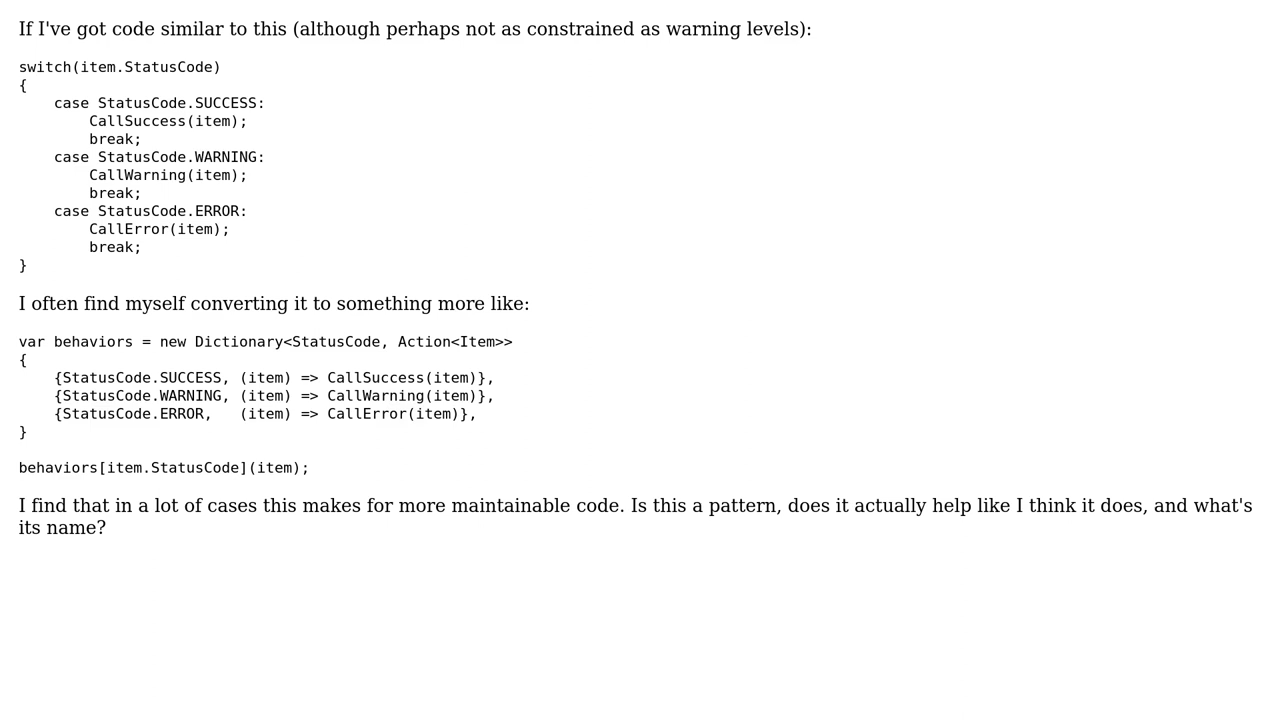 If I've got code similar to this (although perhaps not as constrained as warning levels):
switch(item.StatusCode)
{
    case StatusCode.SUCCESS:
        CallSuccess(item);
        break;
    case StatusCode.WARNING:
        CallWarning(item);
        break;
    case StatusCode.ERROR:
        CallError(item);
        break;
}
I often find myself converting it to something more like:
var behaviors = new Dictionary<StatusCode, Action<Item>>
{
    {StatusCode.SUCCESS, (item) => CallSuccess(item)},
    {StatusCode.WARNING, (item) => CallWarning(item)},
    {StatusCode.ERROR,   (item) => CallError(item)},
}
behaviors[item.StatusCode](item);
I find that in a lot of cases this makes for more maintainable code. Is this a pattern, does it actually help like I think it does, and what's
its name?